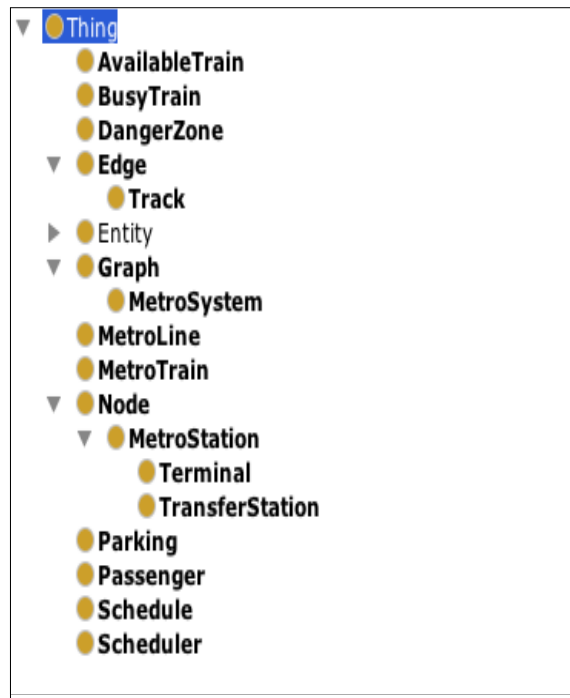 Thing
AvailableTrain
BusyTrain
DangerZone
Edge
Track
Entity
Graph
MetroSystem
MetroLine
MetroTrain
Node
MetroStation
Terminal
TransferStation
Parking
Passenger
Schedule
Scheduler